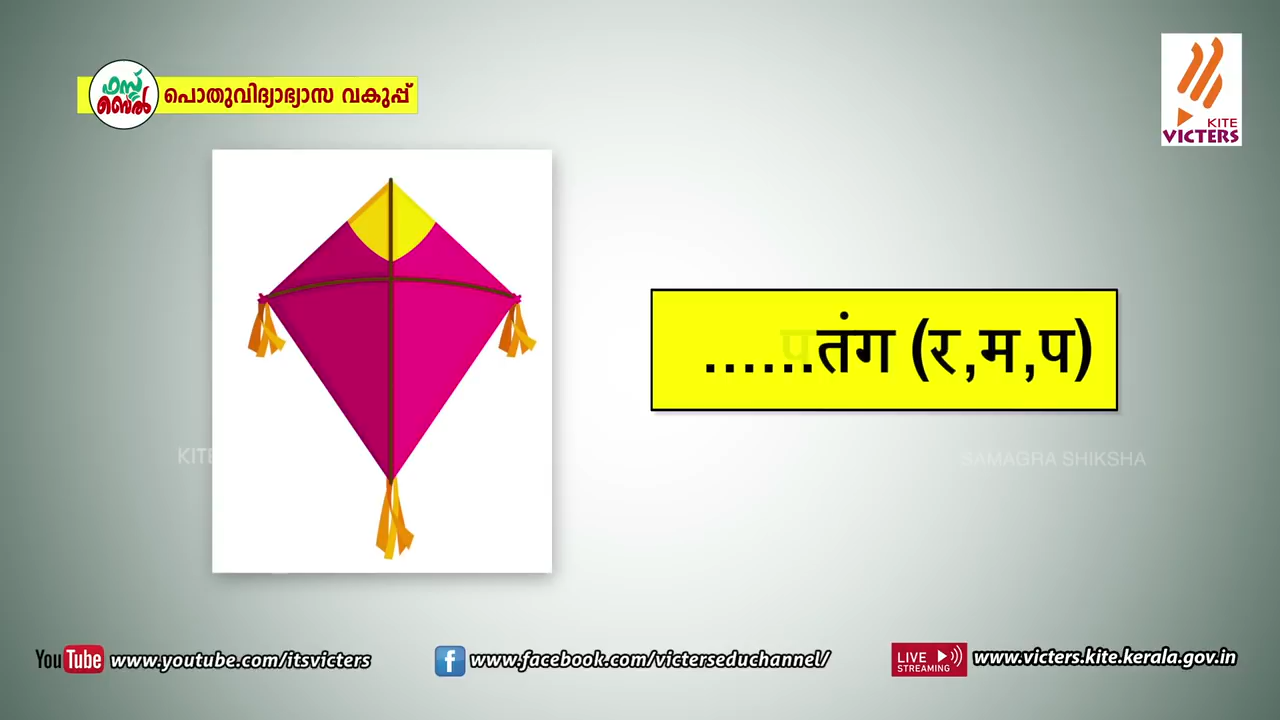 ഫസ്റ്റ്
ബെൽ
പൊതുവിദ്യാഭ്യാസ വകുപ്പ്
KITE
VICTERS
......पतंग (र,म,प)
KITE
SAMAGRA SHIKSHA
YouTube www.youtube.com/itsvicters
f www.facebook.com/victerseduchannel/
LIVE STREAMING www.victers.kite.kerala.gov.in